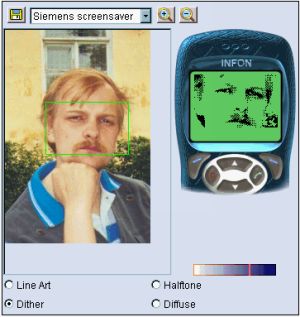 Siemens screensaver
INFON
Line Art
Halftone
Dither
Diffuse